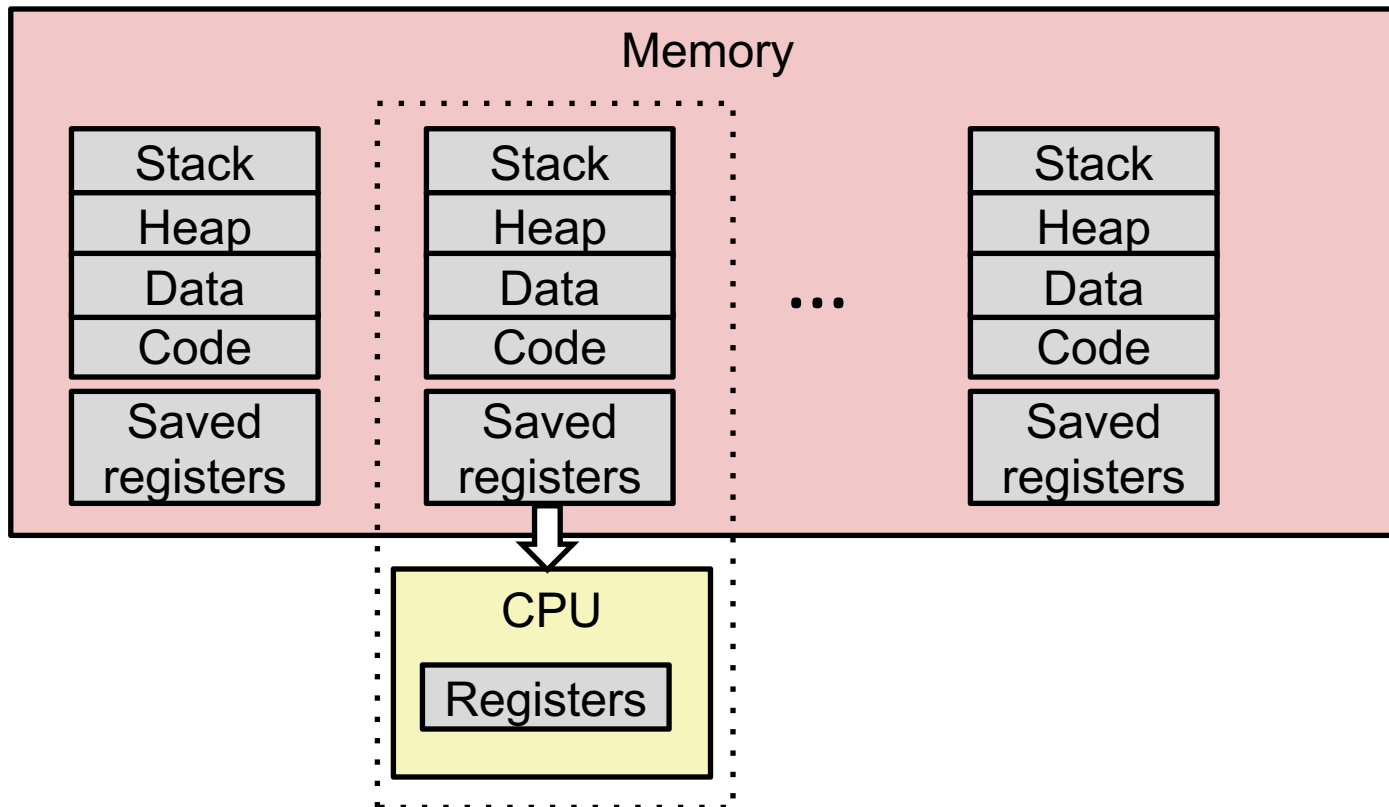 Memory
Stack
Heap
Data
Code
Saved
registers
Stack
Heap
Data
Code
Saved
registers
...
Stack
Heap
Data
Code
Saved
registers
CPU
Registers